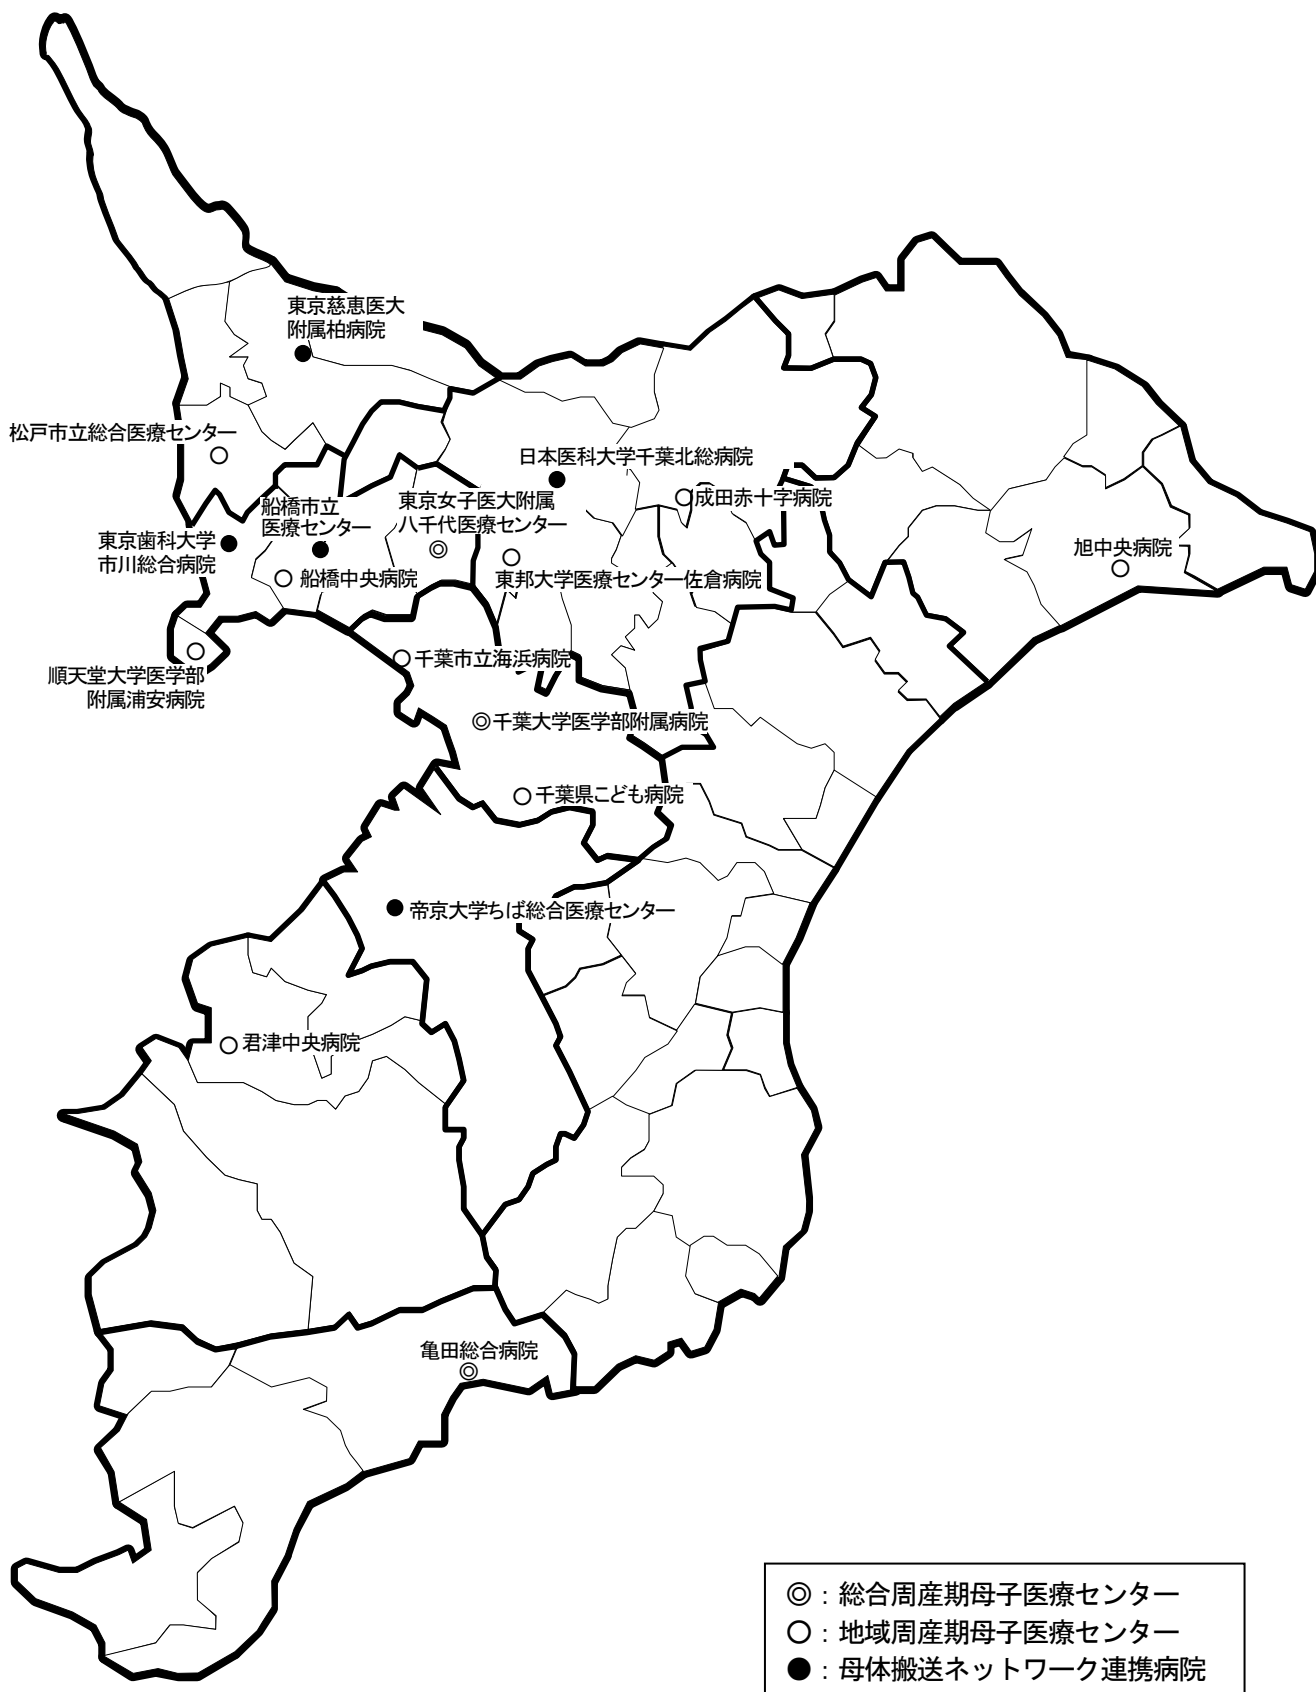 東京慈恵医大
附属柏病院
松戸市立総合医療センター
日本医科大学千葉北総病院
成田赤十字病院
船橋市立
医療センター
東京女子医大附属
八千代医療センター
東京歯科大学
市川総合病院
旭中央病院
船橋中央病院
東邦大学医療センター佐倉病院
千葉市立海浜病院
順天堂大学医学部
附属浦安病院
◎千葉大学医学部附属病院
千葉県こども病院
●帝京大学ちば総合医療センター
君津中央病院
亀田総合病院
◎：総合周産期母子医療センター
○：地域周産期母子医療センター
●：母体搬送ネットワーク連携病院